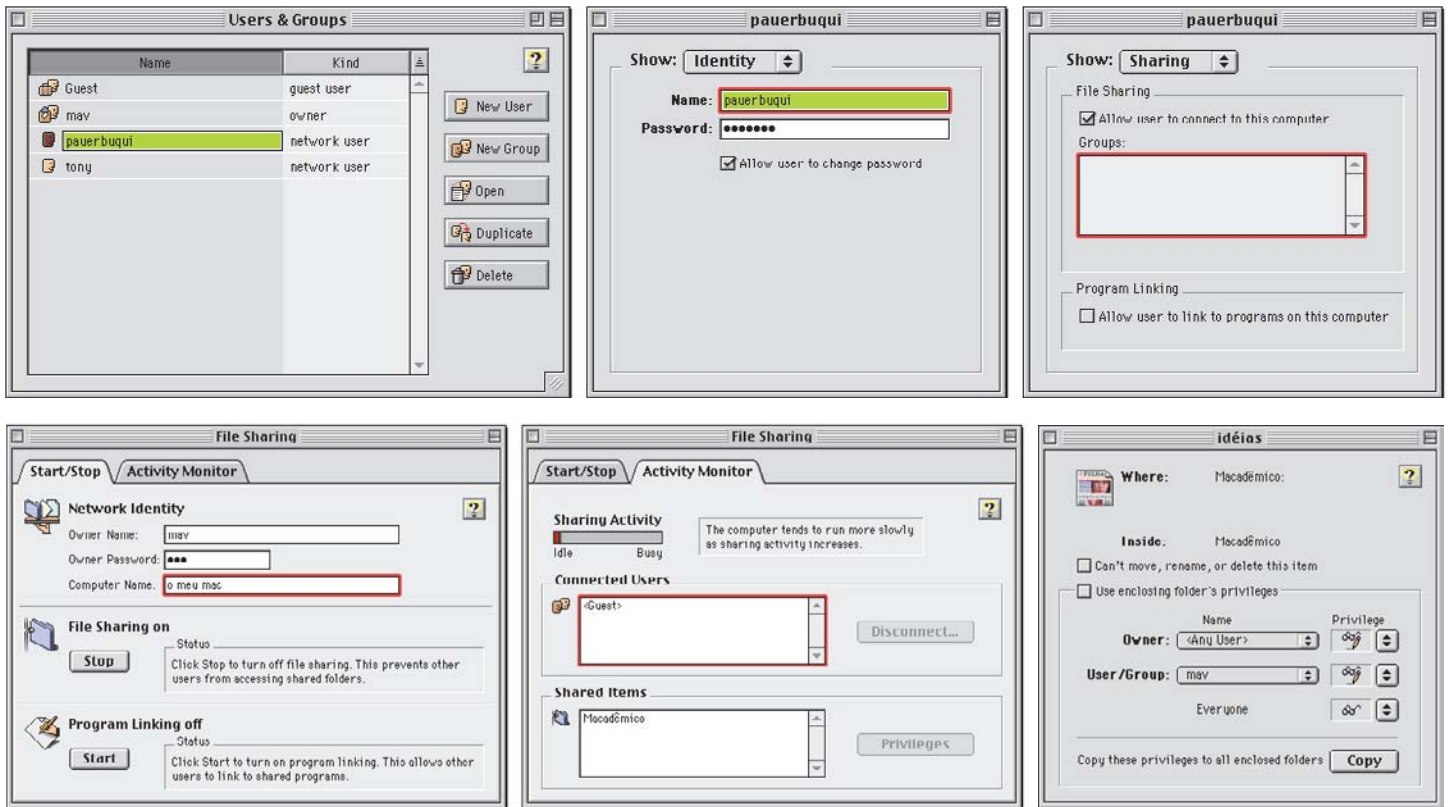 Users & Groups
Name Kind
Guest guest user
mav owner
pauerbuqui network user
tony network user
New User
New Group
Open
Duplicate
Delete
pauerbuqui
Show: Identity
Name: pauerbuqui
Password: •••••••
Allow user to change password
pauerbuqui
Show: Sharing
File Sharing
Allow user to connect to this computer
Groups:
Program Linking
Allow user to link to programs on this computer
File Sharing
Start/Stop Activity Monitor
Network Identity
Owner Name: mav
Owner Password: •••
Computer Name: o meu mac
File Sharing on
Status
Stop
Click Stop to turn off file sharing. This prevents other
users from accessing shared folders.
Program Linking off
Status
Start
Click Start to turn on program linking. This allows other
users to link to shared programs.
File Sharing
Start/Stop Activity Monitor
Sharing Activity
Idle Busy
The computer tends to run more slowly
as sharing activity increases.
Connected Users
<Guest>
Disconnect...
Shared Items
Macadêmico
Privileges
idéias
Where: Macadêmico:
Inside: Macadêmico
Can't move, rename, or delete this item
Use enclosing folder's privileges
Name Privilege
Owner: <Any User>
User/Group: mav
Everyone
Copy these privileges to all enclosed folders Copy